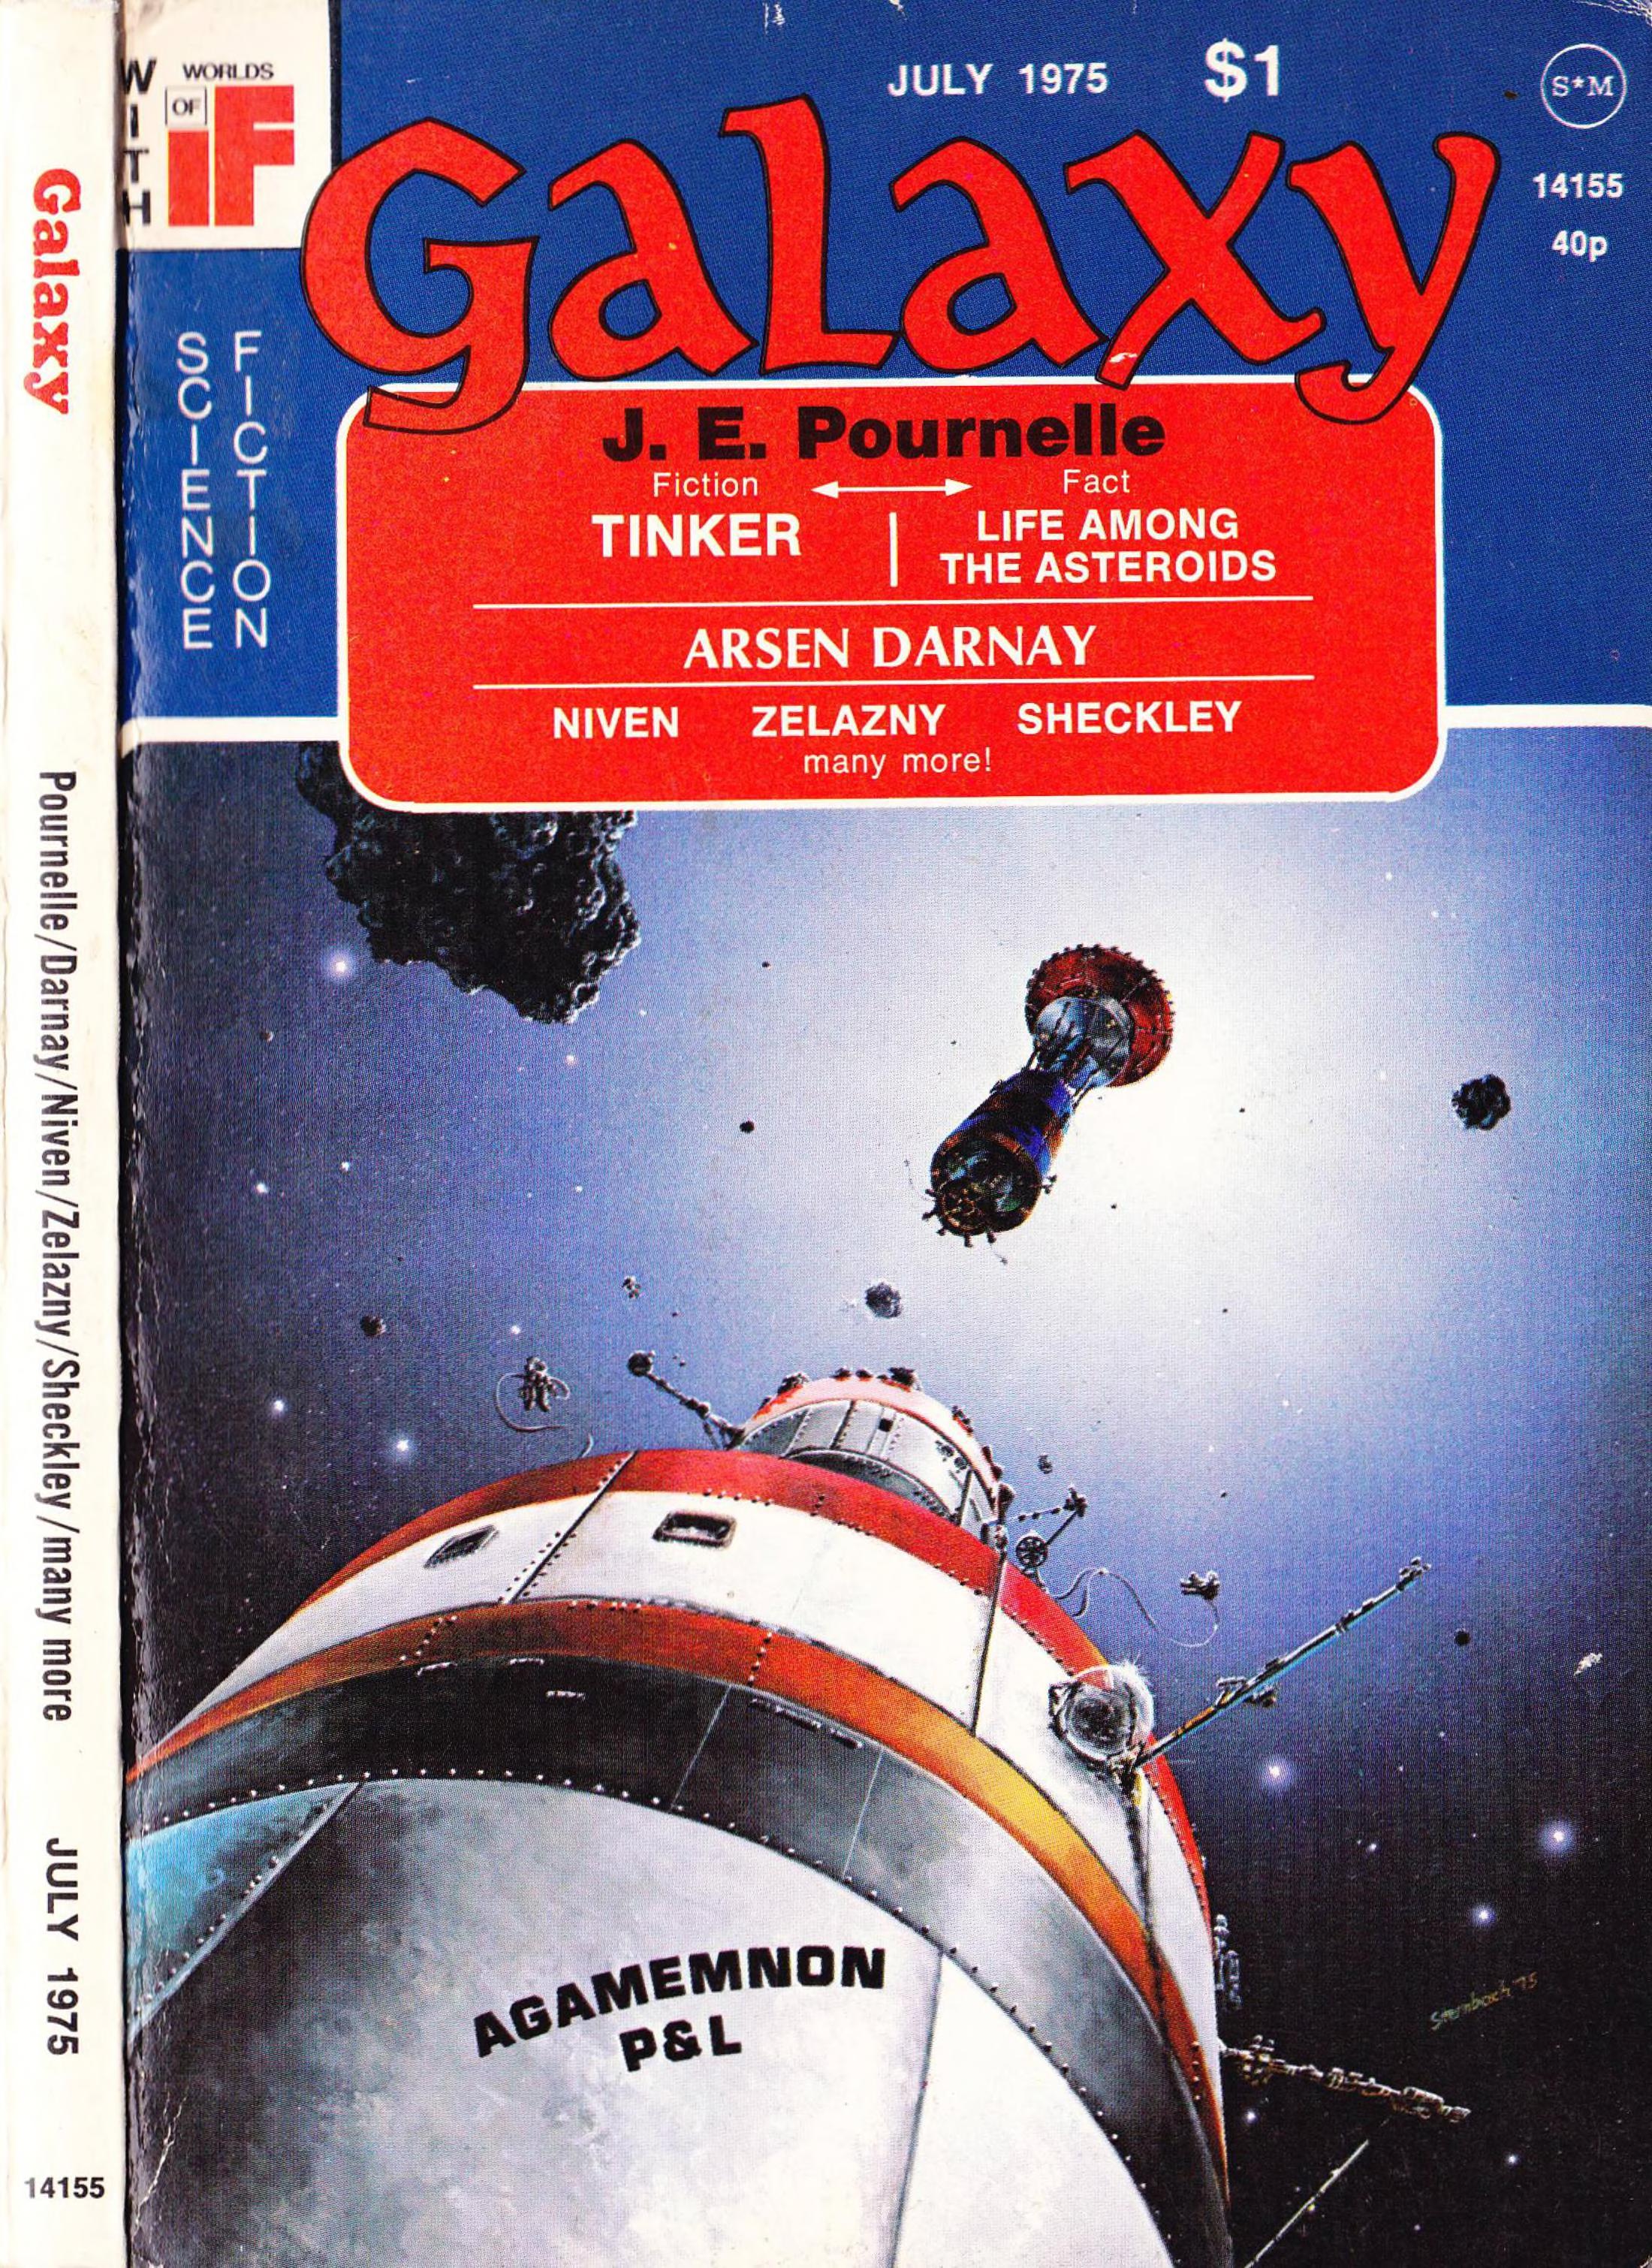 Galaxy
Pournelle/Darnay/Niven/Zelazny/Sheckley/many more
JULY 1975
14155
WITH
WORLDS
OF
IF
JULY 1975
$1
S*M
14155
40p
Galaxy
SCIENCE
FICTION
J. E. Pournelle
Fiction
Fact
TINKER
LIFE AMONG
THE ASTEROIDS
ARSEN DARNAY
NIVEN ZELAZNY SHECKLEY
many more!
AGAMEMNON
P&L
Sternbach '75